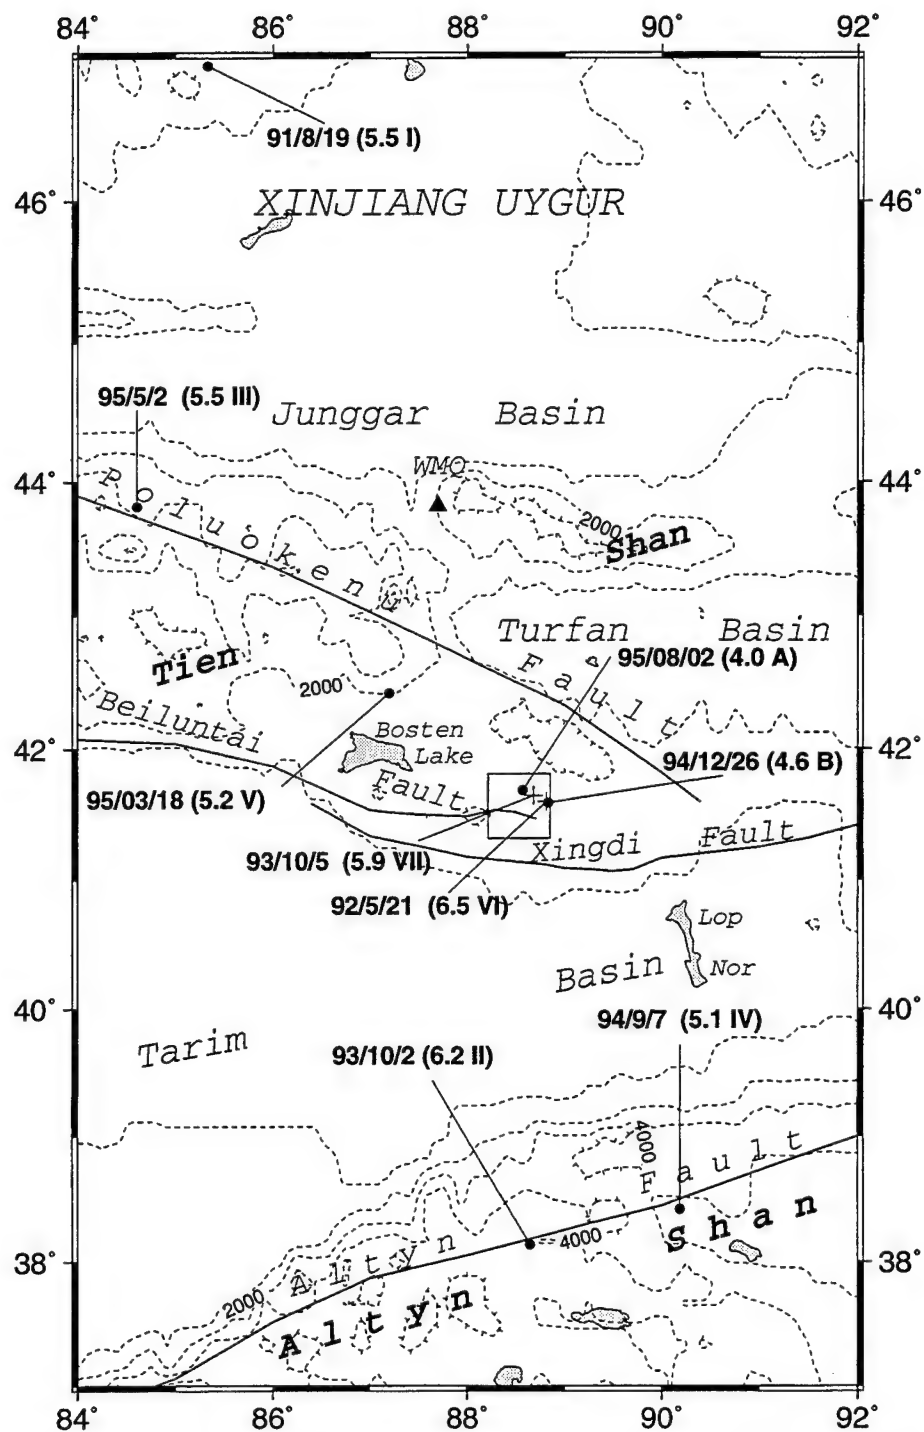 84° 86° 88° 90° 92°
91/8/19 (5.5 I)
46° XINJIANG UYGUR 46°
95/5/2 (5.5 III)
Junggar Basin
WMQ
44° 44°
Poluokenu Fault
2000
Shan
Turfan Basin
95/08/02 (4.0 A)
Tien
2000
Beiluntai Fault
Bosten
Lake
42° 42°
94/12/26 (4.6 B)
95/03/18 (5.2 V)
Xingdi Fault
93/10/5 (5.9 VII)
92/5/21 (6.5 VI)
Lop
Nor
Basin
40° 40°
94/9/7 (5.1 IV)
Tarim
93/10/2 (6.2 II)
4000
Altyn Fault
Altyn Shan
4000
38° 38°
2000
84° 86° 88° 90° 92°